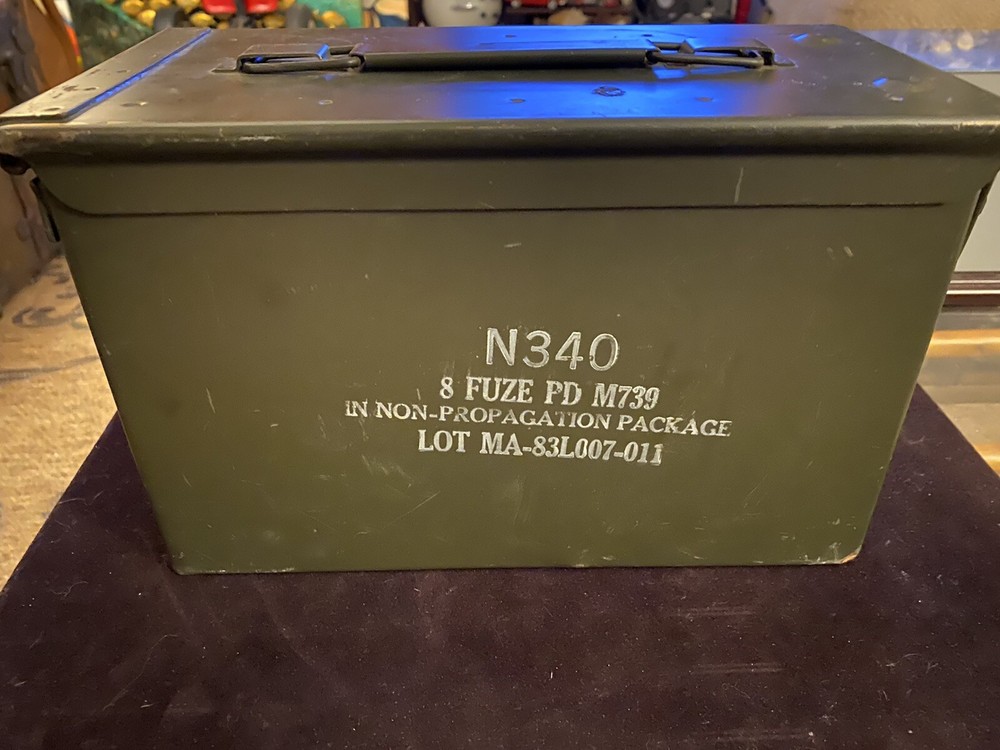 N340
8 FUZE PD M739
IN NON-PROPAGATION PACKAGE
LOT MA-83L007-011